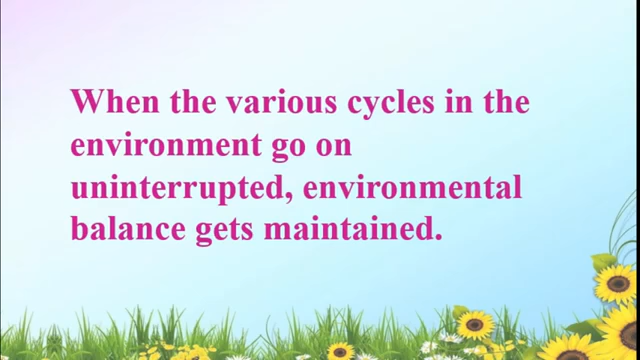 When the various cycles in the
environment go on
uninterrupted, environmental
balance gets maintained.